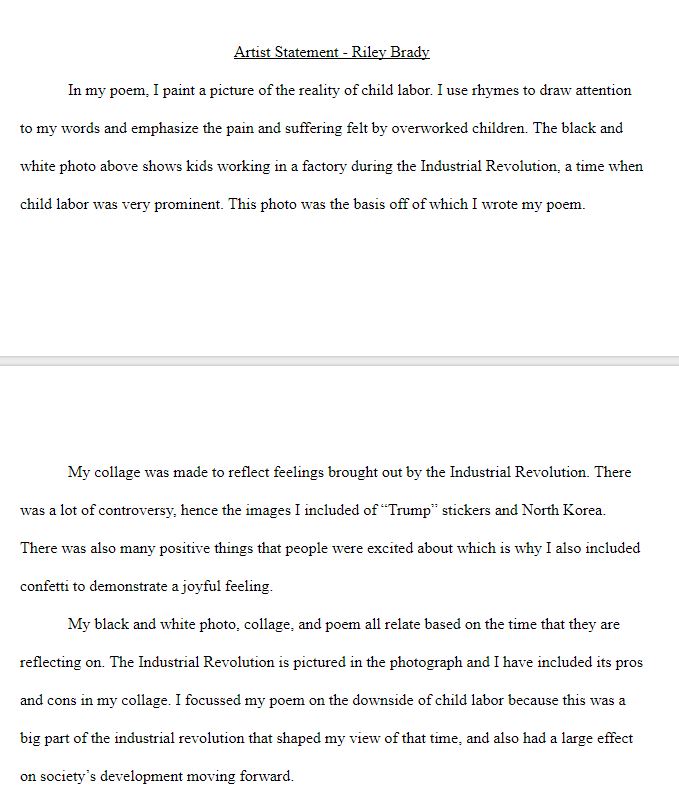 Artist Statement - Riley Brady
In my poem, I paint a picture of the reality of child labor. I use rhymes to draw attention
to my words and emphasize the pain and suffering felt by overworked children. The black and
white photo above shows kids working in a factory during the Industrial Revolution, a time when
child labor was very prominent. This photo was the basis off of which I wrote my poem.
My collage was made to reflect feelings brought out by the Industrial Revolution. There
was a lot of controversy, hence the images I included of “Trump” stickers and North Korea.
There was also many positive things that people were excited about which is why I also included
confetti to demonstrate a joyful feeling.
My black and white photo, collage, and poem all relate based on the time that they are
reflecting on. The Industrial Revolution is pictured in the photograph and I have included its pros
and cons in my collage. I focussed my poem on the downside of child labor because this was a
big part of the industrial revolution that shaped my view of that time, and also had a large effect
on society’s development moving forward.